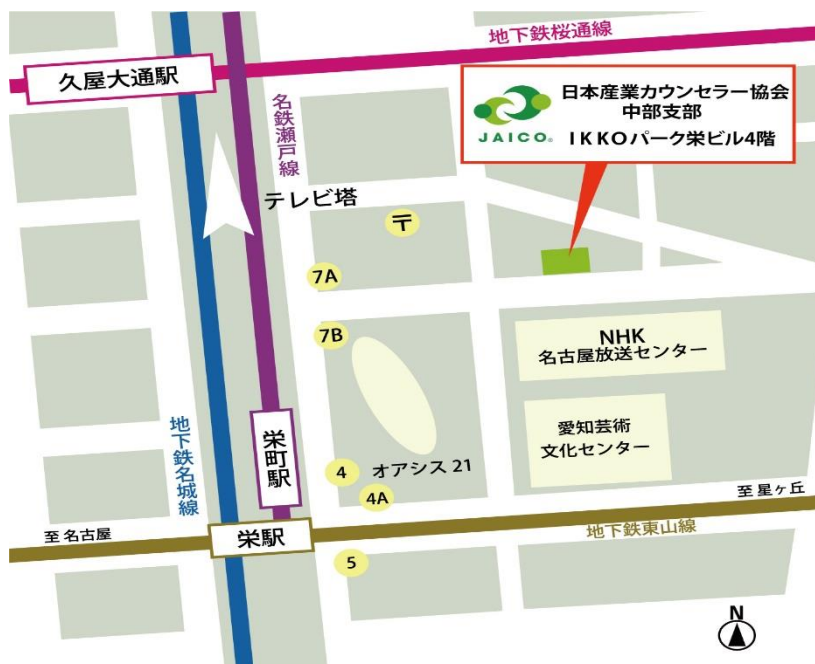 地下鉄桜通線
久屋大通駅
日本産業カウンセラー協会
中部支部
JAICO®
IKKOパーク栄ビル4階
名鉄瀬戸線
テレビ塔
〒
7A
7B
NHK
名古屋放送センター
地下鉄名城線
栄町駅
愛知芸術
文化センター
4
オアシス21
4A
至 星ヶ丘
至 名古屋
栄駅
地下鉄東山線
5
N